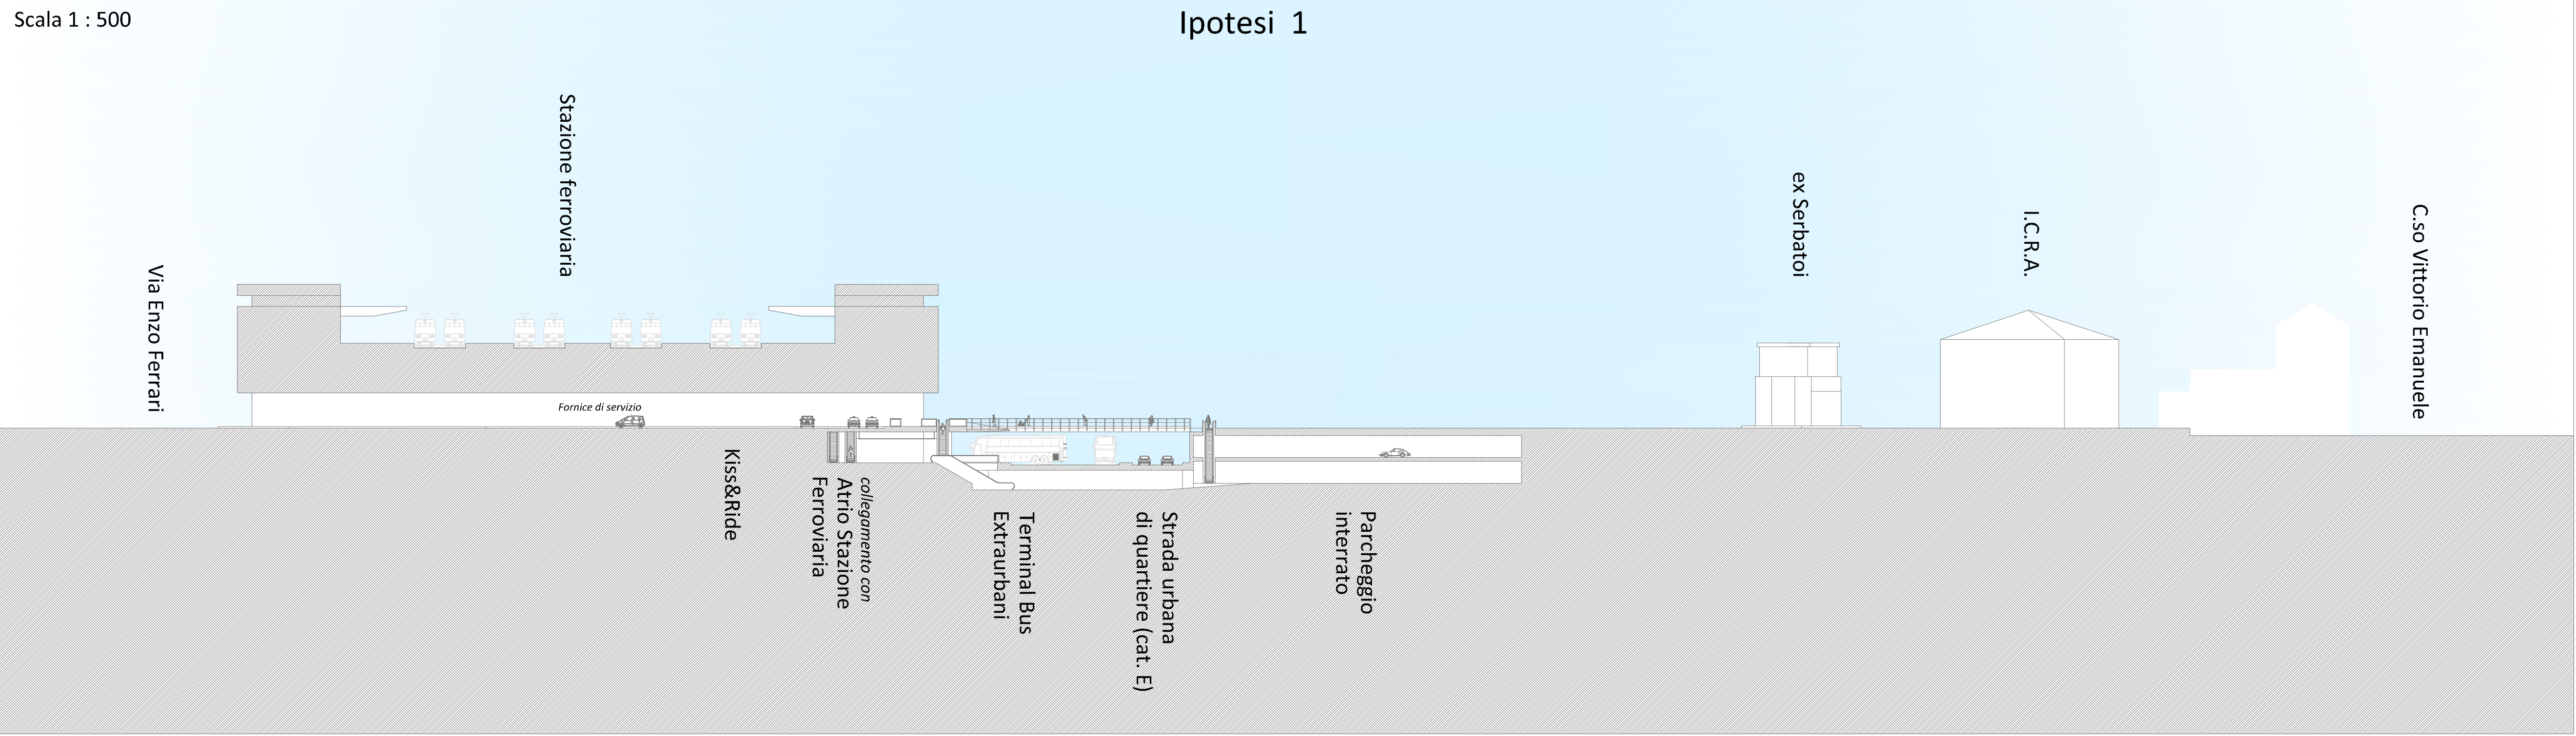 Scala 1 : 500
Ipotesi 1
Via Enzo Ferrari
Stazione ferroviaria
Fornice di servizio
Kiss&Ride
collegamento con
Atrio Stazione
Ferroviaria
Terminal Bus
Extraurbani
Strada urbana
di quartiere (cat. E)
Parcheggio
interrato
ex Serbatoi
I.C.R.A.
C.so Vittorio Emanuele